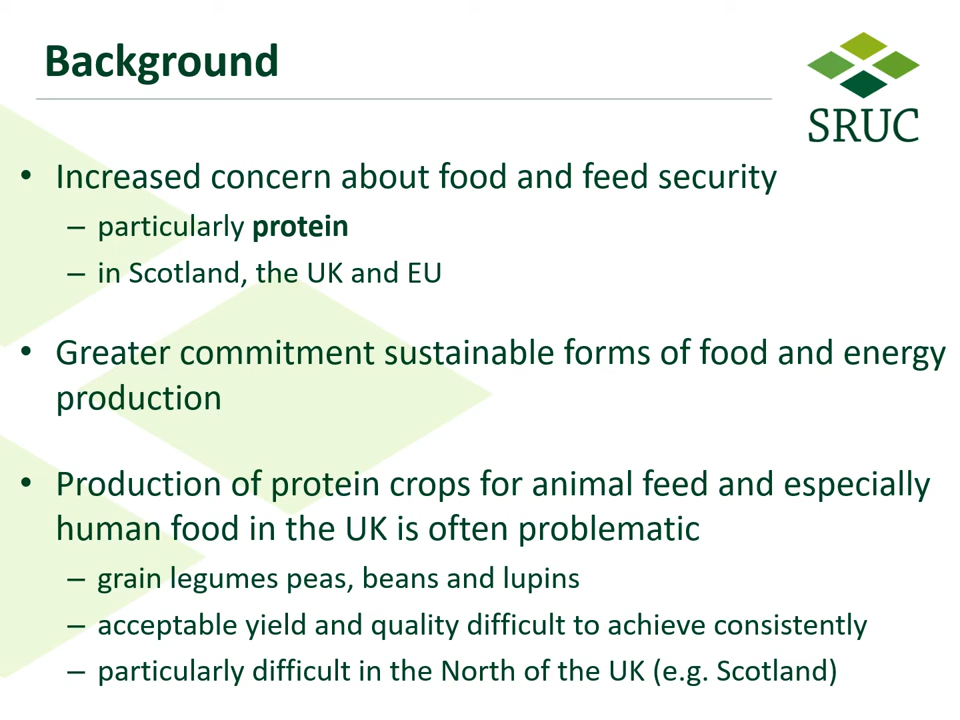 Background
SRUC
• Increased concern about food and feed security
– particularly protein
– in Scotland, the UK and EU
• Greater commitment sustainable forms of food and energy
production
• Production of protein crops for animal feed and especially
human food in the UK is often problematic
– grain legumes peas, beans and lupins
– acceptable yield and quality difficult to achieve consistently
– particularly difficult in the North of the UK (e.g. Scotland)